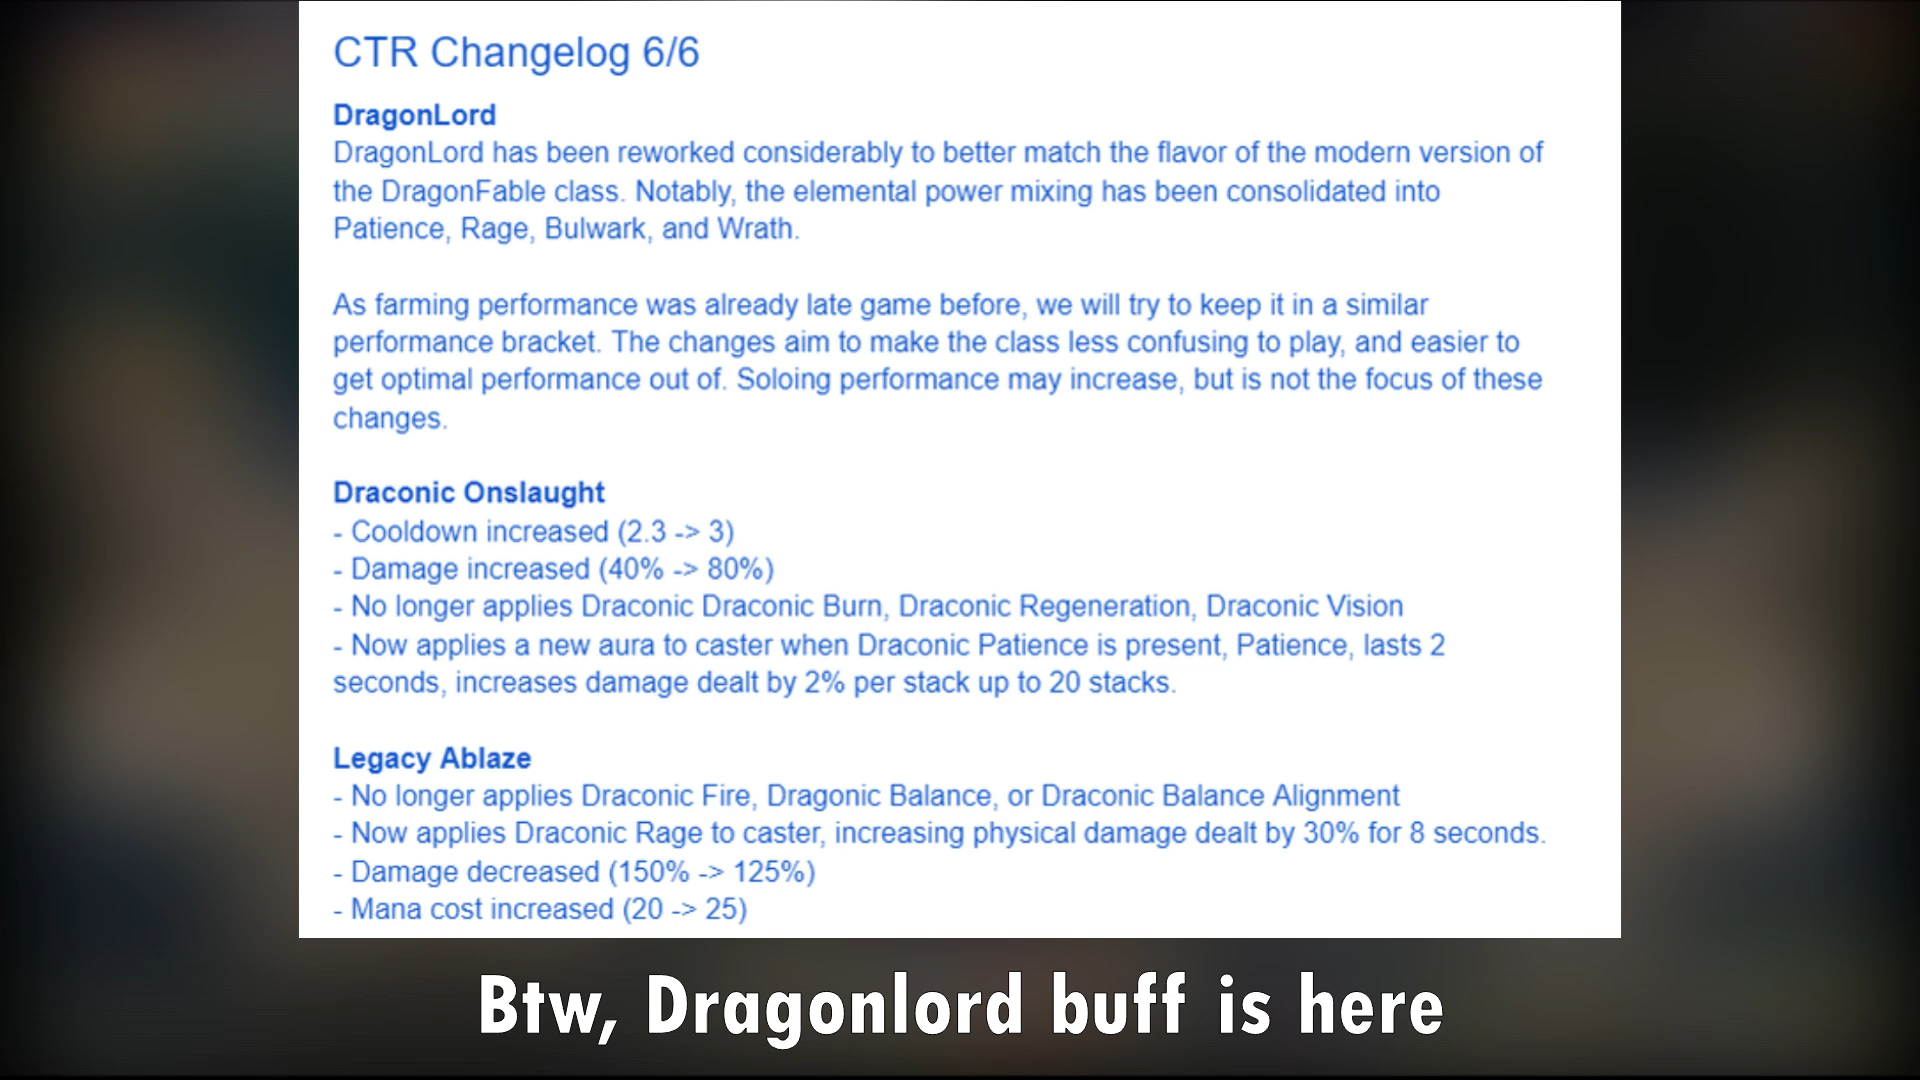 CTR Changelog 6/6
DragonLord
DragonLord has been reworked considerably to better match the flavor of the modern version of
the DragonFable class. Notably, the elemental power mixing has been consolidated into
Patience, Rage, Bulwark, and Wrath.
As farming performance was already late game before, we will try to keep it in a similar
performance bracket. The changes aim to make the class less confusing to play, and easier to
get optimal performance out of. Soloing performance may increase, but is not the focus of these
changes.
Draconic Onslaught
- Cooldown increased (2.3 -> 3)
- Damage increased (40% -> 80%)
- No longer applies Draconic Draconic Burn, Draconic Regeneration, Draconic Vision
- Now applies a new aura to caster when Draconic Patience is present, Patience, lasts 2
seconds, increases damage dealt by 2% per stack up to 20 stacks.
Legacy Ablaze
- No longer applies Draconic Fire, Dragonic Balance, or Draconic Balance Alignment
- Now applies Draconic Rage to caster, increasing physical damage dealt by 30% for 8 seconds.
- Damage decreased (150% -> 125%)
- Mana cost increased (20 -> 25)
Btw, Dragonlord buff is here